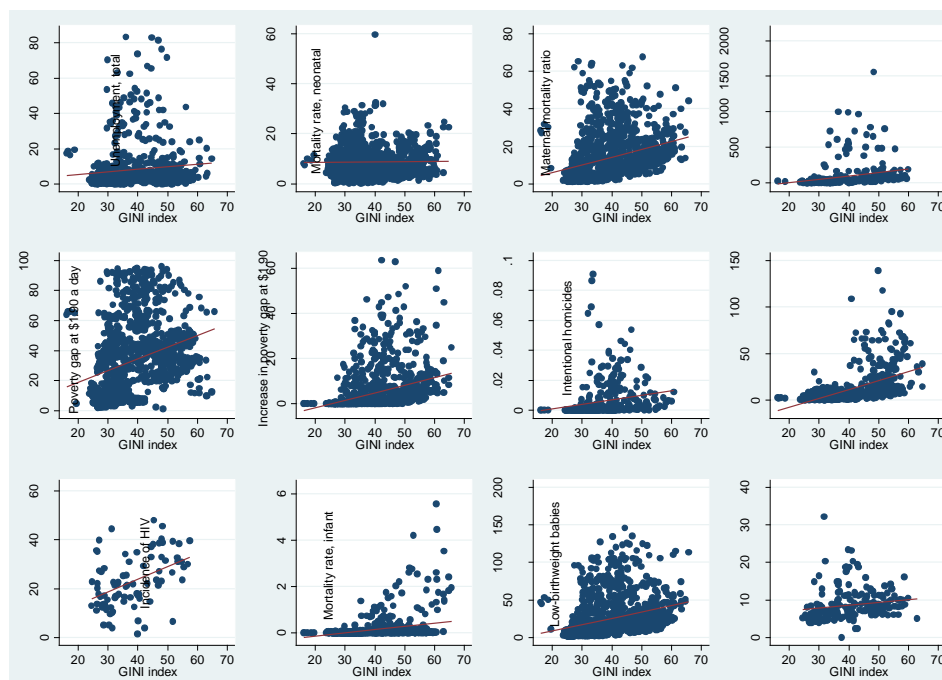 80
60
40
20
0
Unemployment, total
20 30 40 50 60 70
GINI index
60
40
20
0
Mortality rate, neonatal
20 30 40 50 60 70
GINI index
80
60
40
20
0
Maternal mortality ratio
20 30 40 50 60 70
GINI index
2000
1500
1000
500
0
20 30 40 50 60 70
GINI index
100
80
60
40
20
0
Poverty gap at $1.90 a day
20 30 40 50 60 70
GINI index
60
40
20
0
Increase in poverty gap at $1.90
20 30 40 50 60 70
GINI index
.1
.08
.06
.04
.02
0
Intentional homicides
20 30 40 50 60 70
GINI index
150
100
50
0
20 30 40 50 60 70
GINI index
60
40
20
0
Incidence of HIV
20 30 40 50 60 70
GINI index
6
4
2
0
Mortality rate, infant
20 30 40 50 60 70
GINI index
200
150
100
50
0
Low-birthweight babies
20 30 40 50 60 70
GINI index
40
30
20
10
0
20 30 40 50 60 70
GINI index